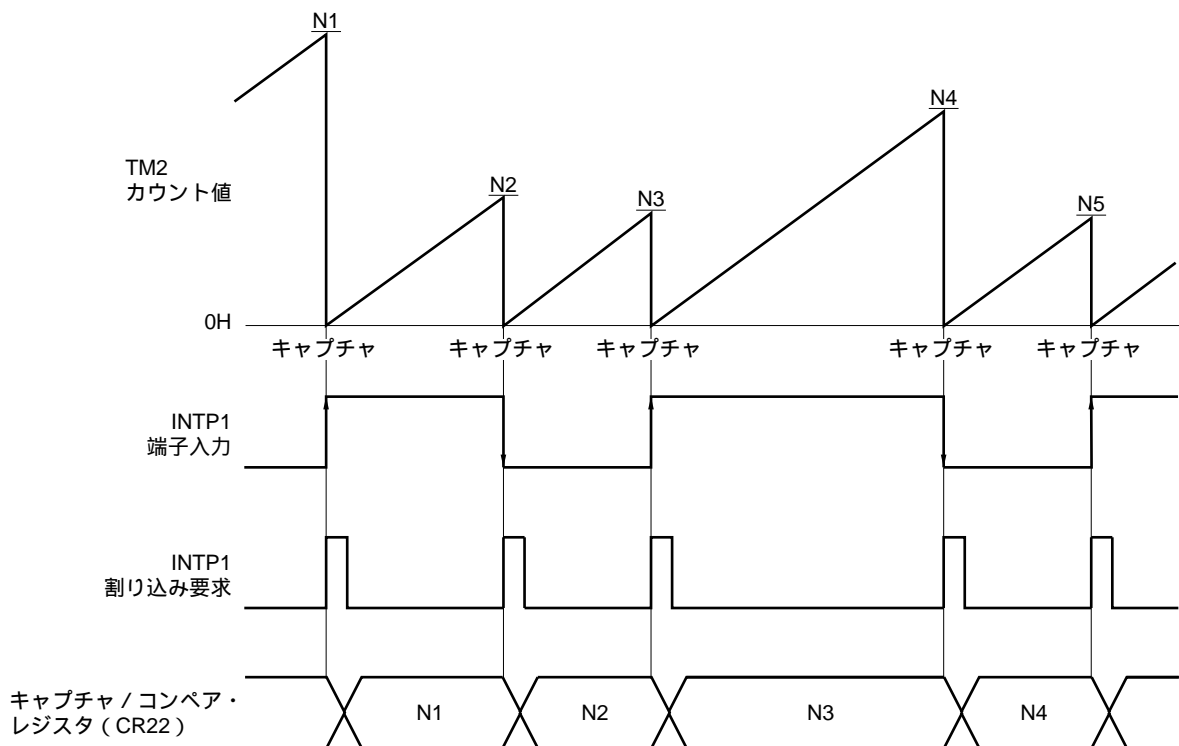 N1
N4
TM2
カウント値
N2
N3
N5
0H
キャプチャ キャプチャ キャプチャ キャプチャ キャプチャ
INTP1
端子入力
INTP1
割り込み要求
キャプチャ / コンペア・
レジスタ ( CR22 )
N1 N2 N3 N4